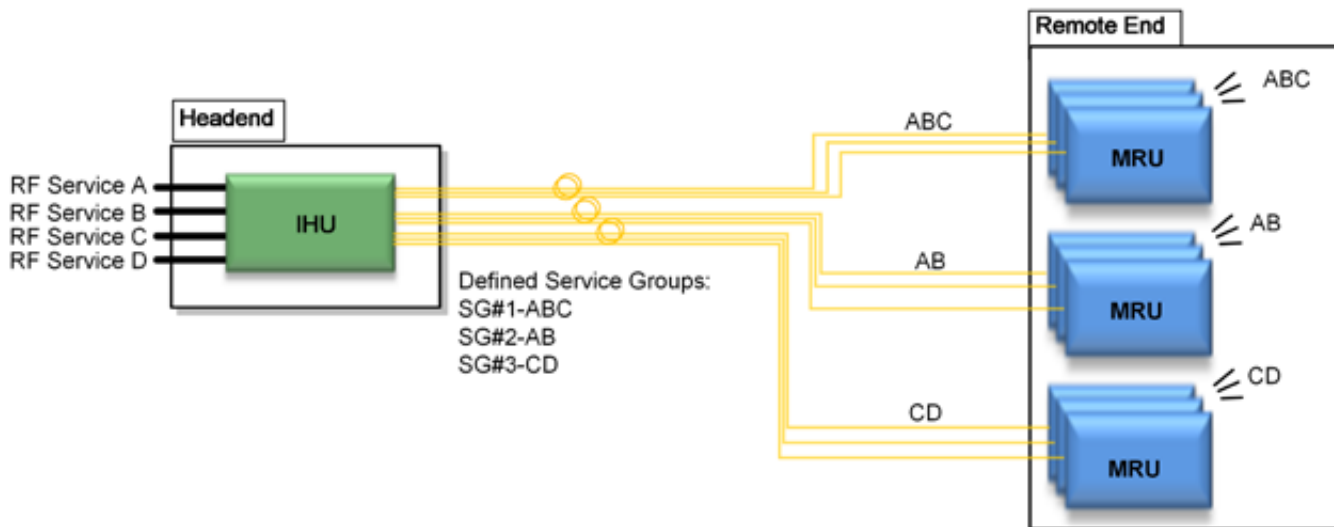 Remote End
ABC
ABC
MRU
Headend
RF Service A
RF Service B
RF Service C
RF Service D
IHU
Defined Service Groups:
SG#1-ABC
SG#2-AB
SG#3-CD
AB
AB
MRU
CD
CD
MRU